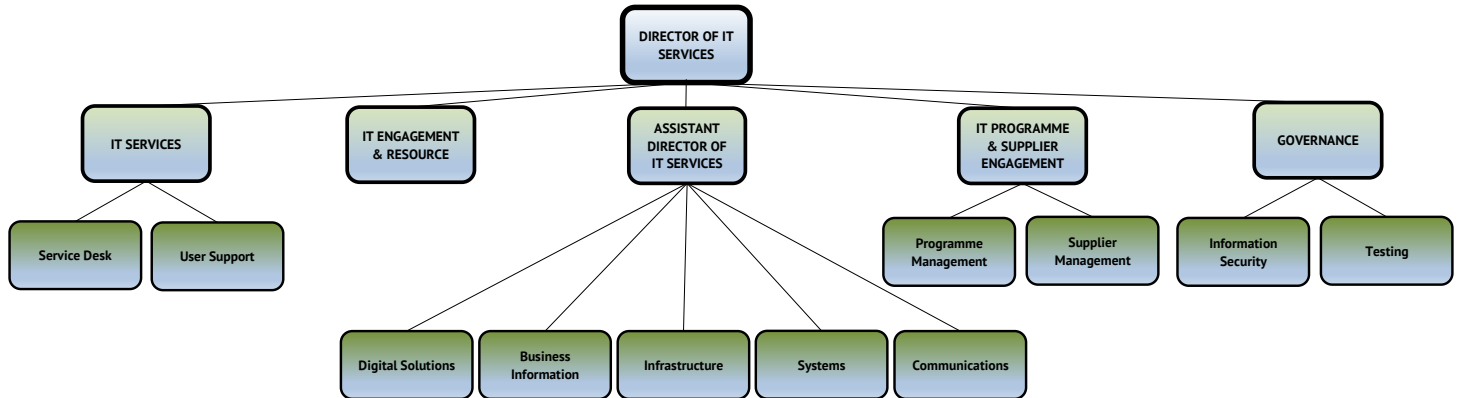 DIRECTOR OF IT
SERVICES
IT SERVICES
IT ENGAGEMENT
& RESOURCE
ASSISTANT
DIRECTOR OF
IT SERVICES
IT PROGRAMME
& SUPPLIER
ENGAGEMENT
GOVERNANCE
Service Desk
User Support
Programme
Management
Supplier
Management
Information
Security
Testing
Digital Solutions
Business
Information
Infrastructure
Systems
Communications